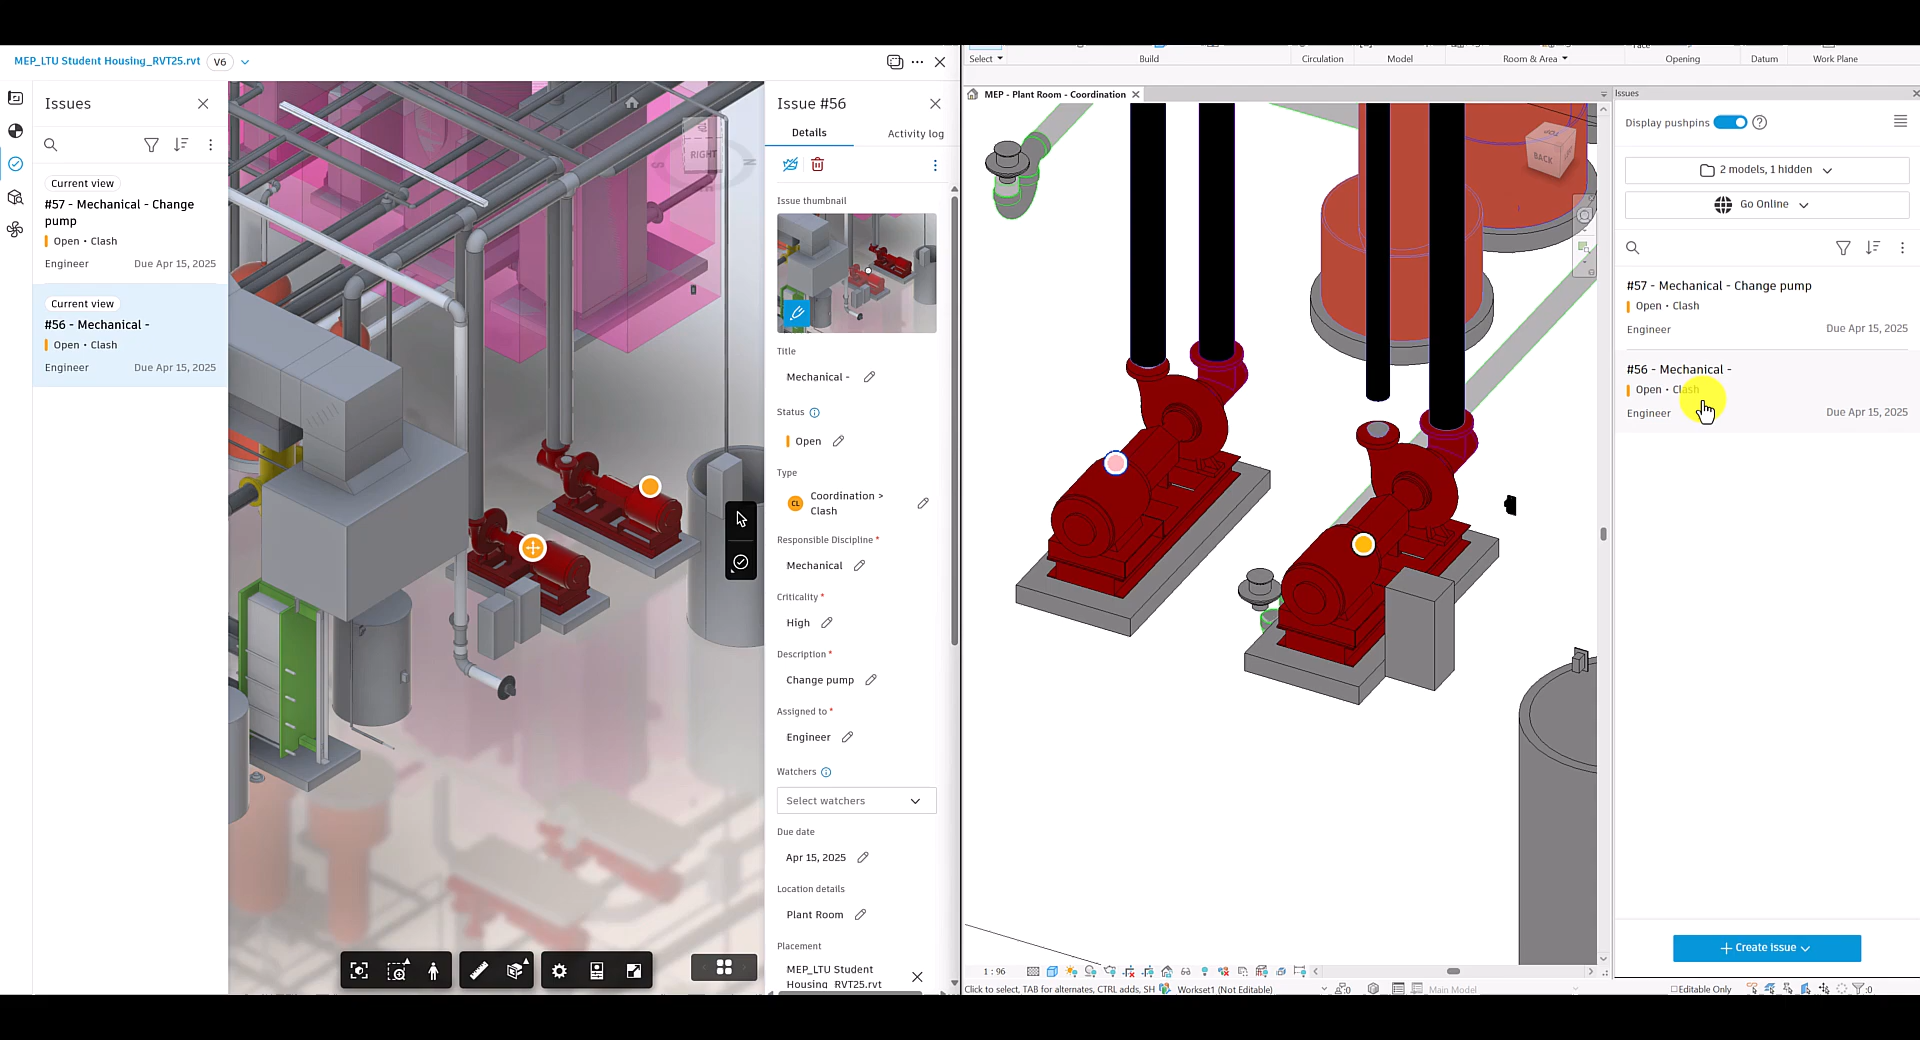 MEP_LTU Student Housing_RVT25.rvt V6
Issues
Current view
#57 - Mechanical - Change
pump
Open • Clash
Engineer Due Apr 15, 2025
Current view
#56 - Mechanical -
Open • Clash
Engineer Due Apr 15, 2025
RIGHT
Issue #56
Details Activity log
Issue thumbnail
Title
Mechanical -
Status
Open
Type
CL Coordination >
Clash
Responsible Discipline *
Mechanical
Criticality *
High
Description *
Change pump
Assigned to *
Engineer
Watchers
Select watchers
Due date
Apr 15, 2025
Location details
Plant Room
Placement
MEP_LTU Student
Housing_RVT25.rvt
Select Build Circulation Model Room & Area Opening Datum Work Plane
MEP - Plant Room - Coordination
TOP
BACK
1 : 96
Click to select, TAB for alternates, CTRL adds, SH Workset1 (Not Editable) :0 Main Model Editable Only :0
Issues
Display pushpins
2 models, 1 hidden
Go Online
#57 - Mechanical - Change pump
Open • Clash
Engineer Due Apr 15, 2025
#56 - Mechanical -
Open • Clash
Engineer Due Apr 15, 2025
+ Create issue